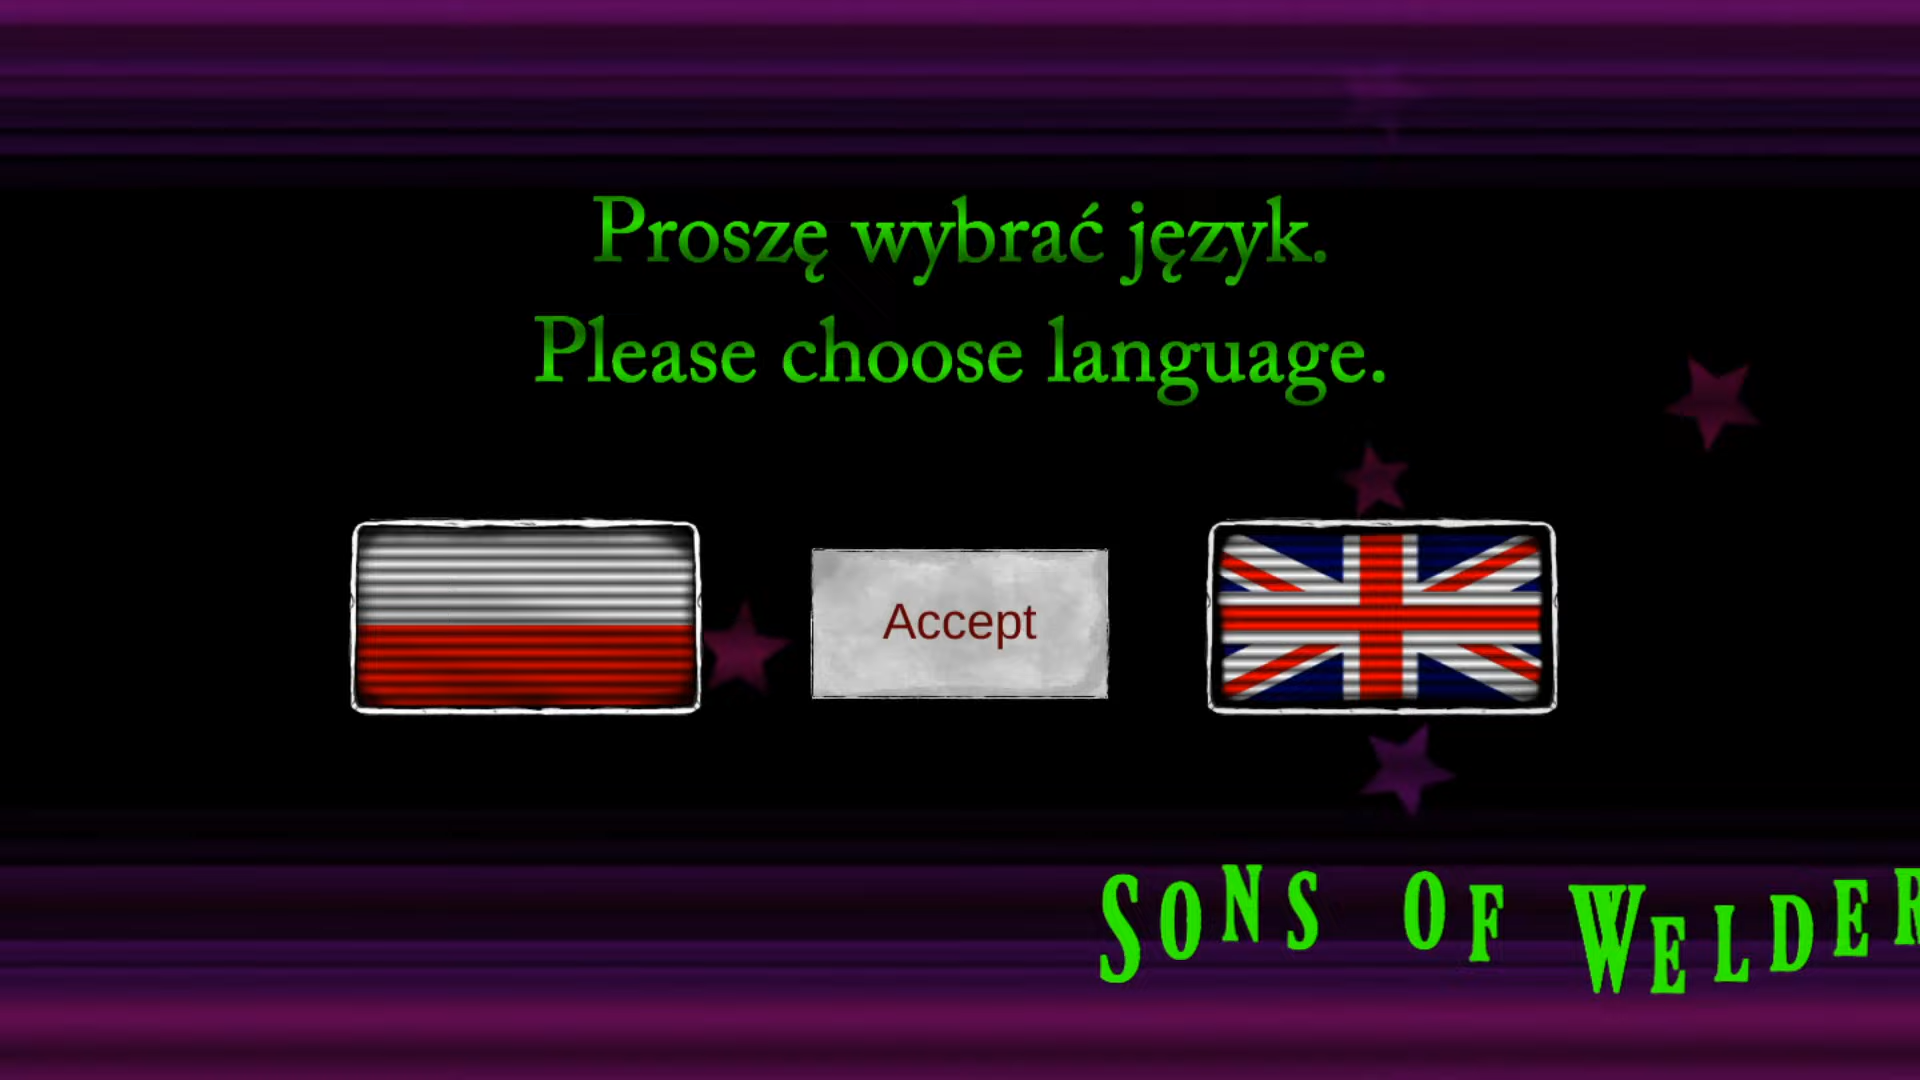 Proszę wybrać język.
Please choose language.
Accept
SONS OF WELDER